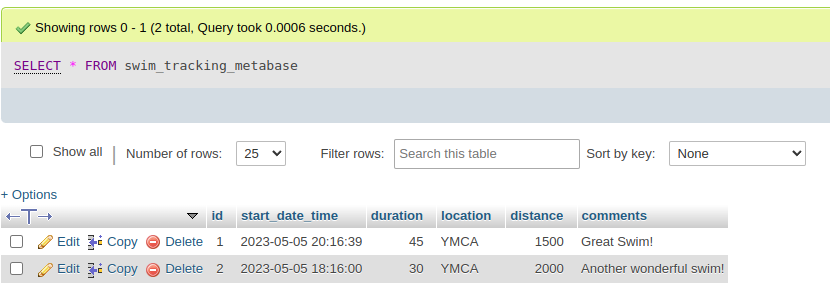 Showing rows 0 - 1 (2 total, Query took 0.0006 seconds.)
SELECT * FROM swim_tracking_metabase
Show all Number of rows: 25 Filter rows: Search this table Sort by key: None
+ Options
←T→ id start_date_time duration location distance comments
Edit Copy Delete 1 2023-05-05 20:16:39 45 YMCA 1500 Great Swim!
Edit Copy Delete 2 2023-05-05 18:16:00 30 YMCA 2000 Another wonderful swim!